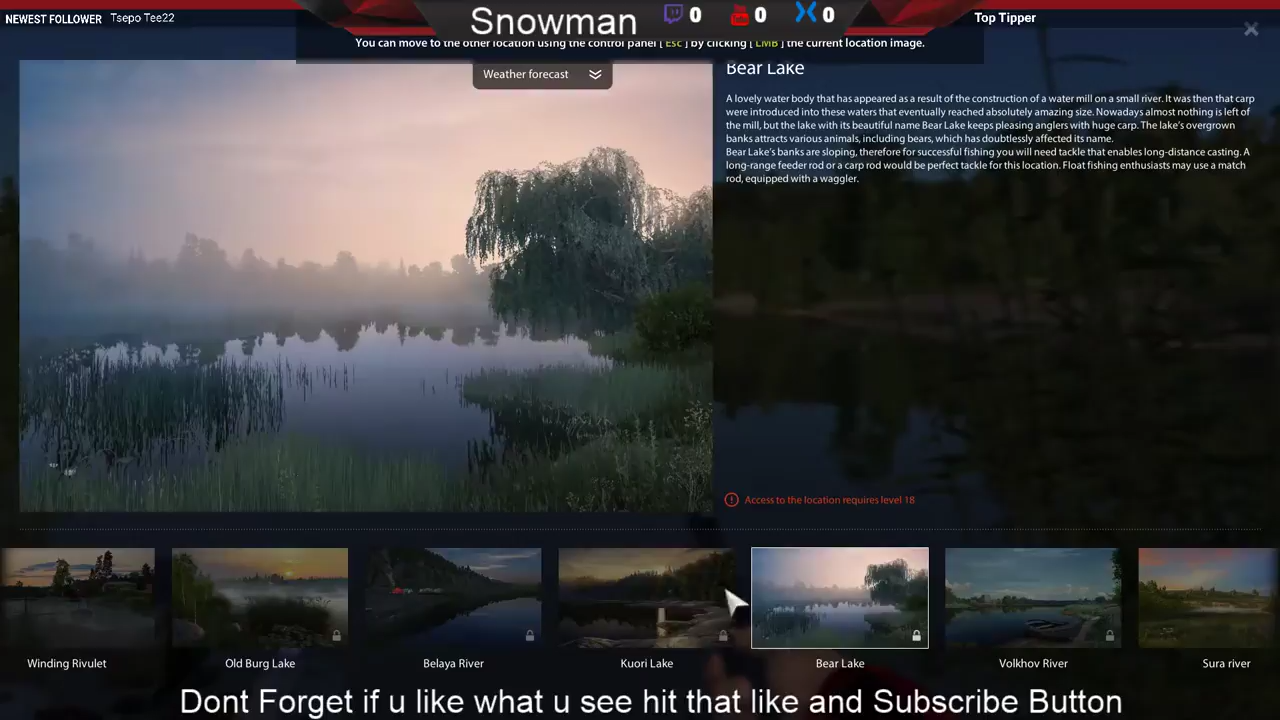 NEWEST FOLLOWER Tsepo Tee22
Snowman
0 0 0
Top Tipper
You can move to the other location using the control panel [ Esc ] by clicking [ LMB ] the current location image.
Weather forecast
Bear Lake
A lovely water body that has appeared as a result of the construction of a water mill on a small river. It was then that carp
were introduced into these waters that eventually reached absolutely amazing size. Nowadays almost nothing is left of
the mill, but the lake with its beautiful name Bear Lake keeps pleasing anglers with huge carp. The lake's overgrown
banks attracts various animals, including bears, which has doubtlessly affected its name.
Bear Lake's banks are sloping, therefore for successful fishing you will need tackle that enables long-distance casting. A
long-range feeder rod or a carp rod would be perfect tackle for this location. Float fishing enthusiasts may use a match
rod, equipped with a waggler.
Access to the location requires level 18
Winding Rivulet
Old Burg Lake
Belaya River
Kuori Lake
Bear Lake
Volkhov River
Sura river
Dont Forget if u like what u see hit that like and Subscribe Button